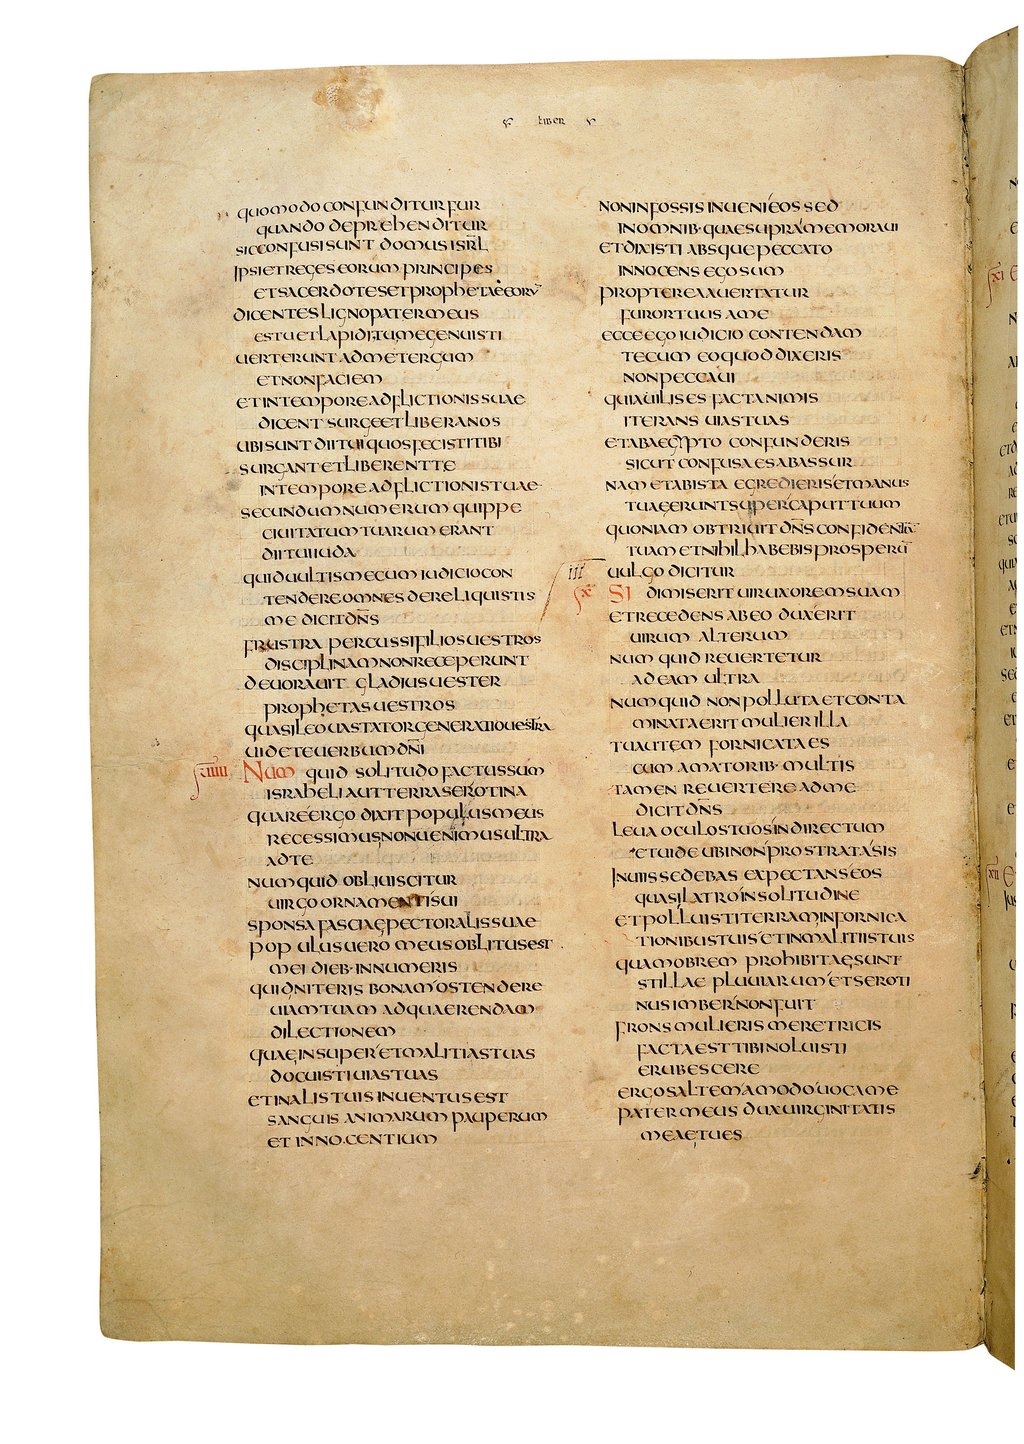 LIBER
QUOMODO CONFUNDITUR FUR
QUANDO DEPREHENDITUR
SIC CONFUSI SUNT DOMUS ISRL̄
IPSI ET REGES EORUM PRINCIPES
ET SACERDOTES ET PROPHETAE EORŪ
DICENTES LIGNO PATER MEUS
ES TU ET LAPIDI TU ME GENUISTI
UERTERUNT AD ME TERGUM
ET NON FACIEM
ET IN TEMPORE ADFLICTIONIS SUAE
DICENT SURGE ET LIBERA NOS
UBI SUNT DII TUI QUOS FECISTI TIBI
SURGANT ET LIBERENT TE
IN TEMPORE ADFLICTIONIS TUAE
SECUNDUM NUMERUM QUIPPE
CIUITATUM TUARUM ERANT
DII TUI IUDA
QUID UULTIS MECUM IUDICIO CON
TENDERE OMNES DERELIQUISTIS
ME DICIT DN̄S
FRUSTRA PERCUSSI FILIOS UESTROS
DISCIPLINAM NON RECEPERUNT
DEUORAUIT GLADIUS UESTER
PROPHETAS UESTROS
QUASI LEO UASTATOR GENERATIO UESTRA
UIDETE UERBUM DN̄I
UIIII NUM QUID SOLITUDO FACTUS SUM
ISRAHELI AUT TERRA SEROTINA
QUARE ERGO DIXIT POPULUS MEUS
RECESSIMUS NON UENIMUS ULTRA
AD TE
NUMQUID OBLIUISCITUR
UIRGO ORNAMENTI SUI
SPONSA FASCIAE PECTORALIS SUAE
POPULUS UERO MEUS OBLITUS EST
MEI DIEB· INNUMERIS
QUID NITERIS BONAM OSTENDERE
UIAM TUAM AD QUAERENDAM
DILECTIONEM
QUAE INSUPER ET MALITIAS TUAS
DOCUISTI UIAS TUAS
ET IN ALIS TUIS INUENTUS EST
SANGUIS ANIMARUM PAUPERUM
ET INNOCENTIUM
NON IN FOSSIS INUENI EOS SED
IN OMNIB· QUAE SUPRA MEMORAUI
ET DIXISTI ABSQUE PECCATO
INNOCENS EGO SUM
PROPTEREA AUERTATUR
FUROR TUUS A ME
ECCE EGO IUDICIO CONTENDAM
TECUM EO QUOD DIXERIS
NON PECCAUI
QUIA UILIS ES FACTA NIMIS
ITERANS UIAS TUAS
ET AB AEGYPTO CONFUNDERIS
SICUT CONFUSA ES AB ASSUR
NAM ET AB ISTA EGREDIERIS ET MANUS
TUAE ERUNT SUPER CAPUT TUUM
QUONIAM OBTRIUIT DN̄S CONFIDENTIĀ
TUAM ET NIHIL HABEBIS PROSPERŪ
III UULGO DICITUR
X SI DIMISERIT UIR UXOREM SUAM
ET RECEDENS AB EO DUXERIT
UIRUM ALTERUM
NUMQUID REUERTETUR
AD EAM ULTRA
NUMQUID NON POLLUTA ET CONTA
MINATA ERIT MULIER ILLA
TU AUTEM FORNICATA ES
CUM AMATORIB· MULTIS
TAMEN REUERTERE AD ME
DICIT DN̄S
LEUA OCULOS TUOS IN DIRECTUM
ET UIDE UBI NON PROSTRATA SIS
IN UIIS SEDEBAS EXPECTANS EOS
QUASI LATRO IN SOLITUDINE
ET POLLUISTI TERRAM IN FORNICA
TIONIBUS TUIS ET IN MALITIIS TUIS
QUAM OB REM PROHIBITAE SUNT
STILLAE PLUUIARUM ET SEROTI
NUS IMBER NON FUIT
FRONS MULIERIS MERETRICIS
FACTA EST TIBI NOLUISTI
ERUBESCERE
ERGO SALTEM AMODO UOCA ME
PATER MEUS DUX UIRGINITATIS
MEAE TU ES